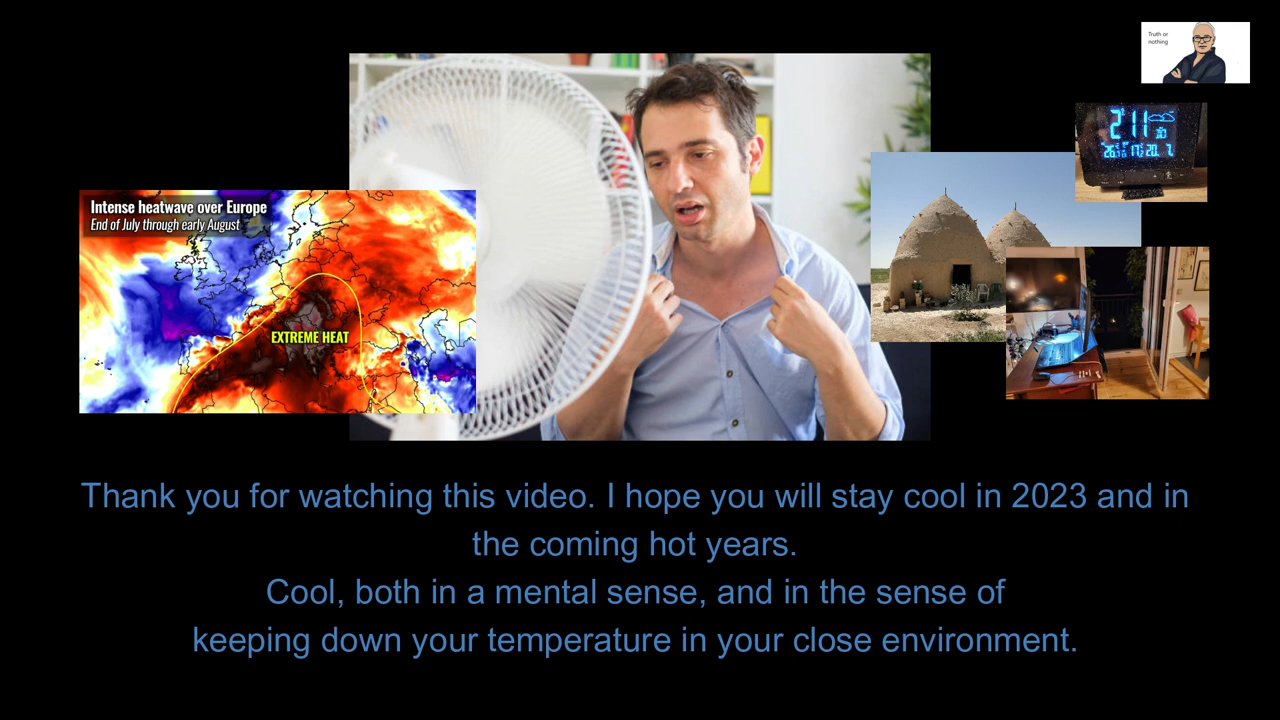 Truth or
nothing
Intense heatwave over Europe
End of July through early August
EXTREME HEAT
Thank you for watching this video. I hope you will stay cool in 2023 and in
the coming hot years.
Cool, both in a mental sense, and in the sense of
keeping down your temperature in your close environment.